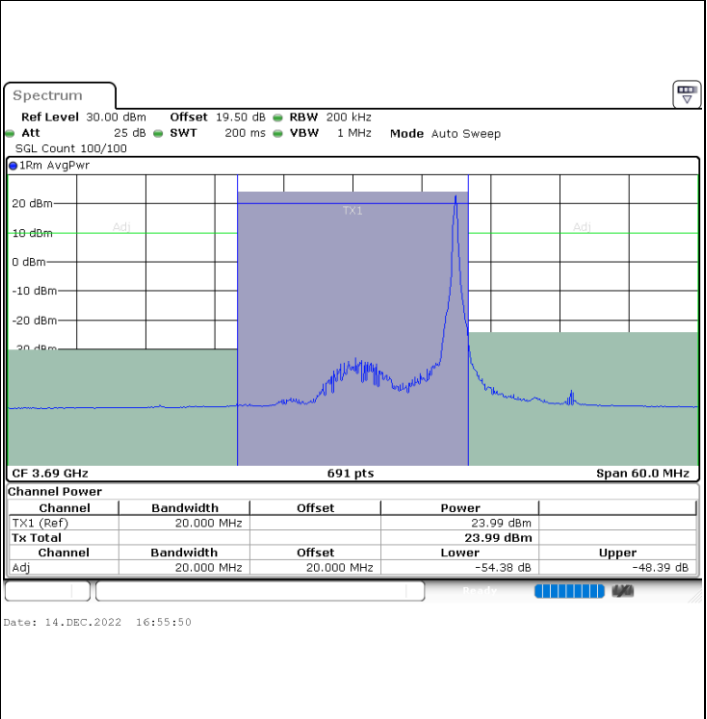 Spectrum
Ref Level 30.00 dBm Offset 19.50 dB RBW 200 kHz
Att 25 dB SWT 200 ms VBW 1 MHz Mode Auto Sweep
SGL Count 100/100
1Rm AvgPwr
20 dBm
TX1
Adj
Adj
10 dBm
0 dBm
-10 dBm
-20 dBm
-30 dBm
CF 3.69 GHz 691 pts Span 60.0 MHz
Channel Power
Channel Bandwidth Offset Power
TX1 (Ref) 20.000 MHz 23.99 dBm
Tx Total 23.99 dBm
Channel Bandwidth Offset Lower Upper
Adj 20.000 MHz 20.000 MHz -54.38 dB -48.39 dB
Ready
Date: 14.DEC.2022 16:55:50